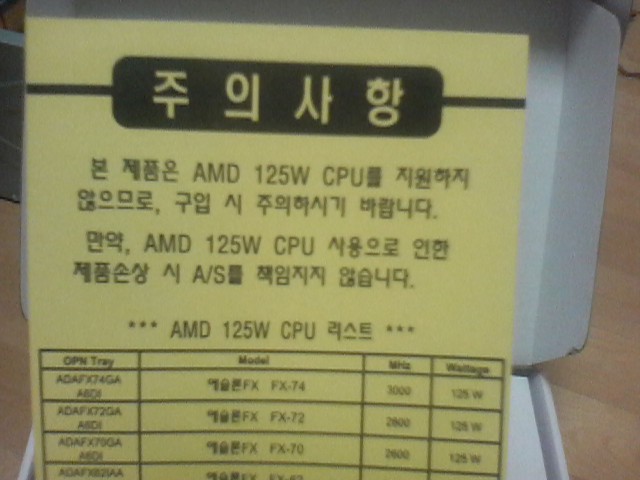 주의사항
본 제품은 AMD 125W CPU를 지원하지
않으므로, 구입 시 주의하시기 바랍니다.
만약, AMD 125W CPU 사용으로 인한
제품손상 시 A/S를 책임지지 않습니다.
*** AMD 125W CPU 리스트 ***
OPN Tray Model MHz Wattage
ADAFX74GA
A6DI
애슬론FX FX-74 3000 125 W
ADAFX72GA
A6DI
애슬론FX FX-72 2800 125 W
ADAFX70GA
A6DI
애슬론FX FX-70 2600 125 W
ADAFX62IAA